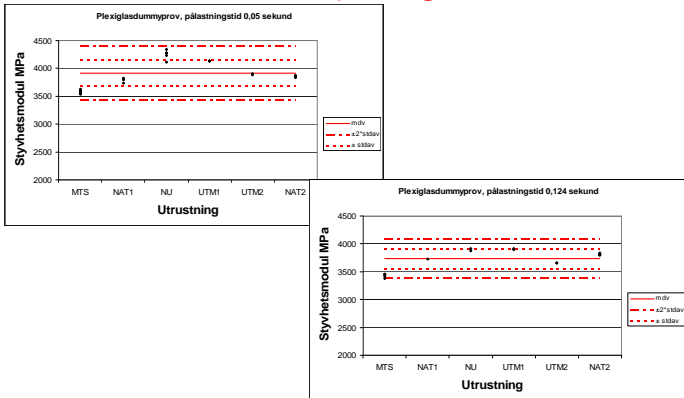 Plexiglasdummyprov, pålastningstid 0,05 sekund
Styvhetsmodul MPa
4500
4000
3500
3000
2500
2000
MTS NAT1 NU UTM1 UTM2 NAT2
Utrustning
mdv
±2*stdav
± stdav
Plexiglasdummyprov, pålastningstid 0,124 sekund
Styvhetsmodul MPa
4500
4000
3500
3000
2500
2000
MTS NAT1 NU UTM1 UTM2 NAT2
Utrustning
mdv
±2*stdav
± stdav